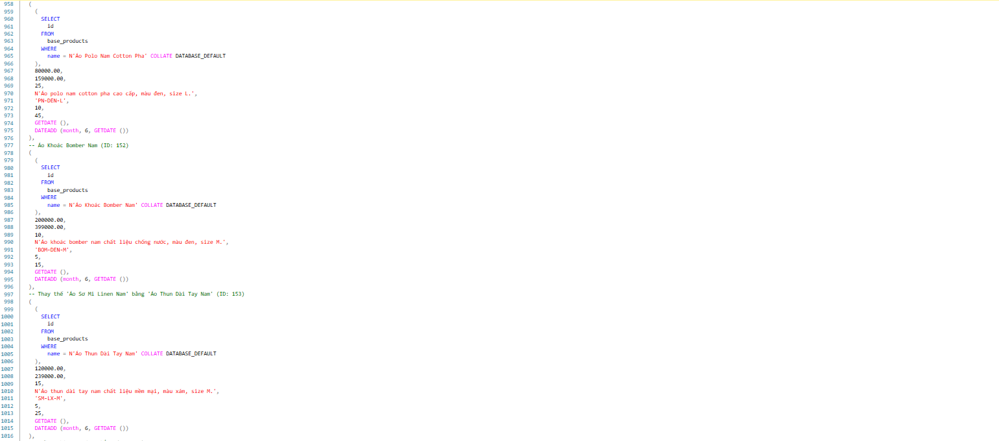 958 (
959 (
960 SELECT
961 id
962 FROM
963 base_products
964 WHERE
965 name = N'Áo Polo Nam Cotton Pha' COLLATE DATABASE_DEFAULT
966 ),
967 80000.00,
968 159000.00,
969 25,
970 N'Áo polo nam cotton pha cao cấp, màu đen, size L.',
971 'PN-DEN-L',
972 10,
973 45,
974 GETDATE (),
975 DATEADD (month, 6, GETDATE ())
976 ),
977 -- Áo Khoác Bomber Nam (ID: 152)
978 (
979 (
980 SELECT
981 id
982 FROM
983 base_products
984 WHERE
985 name = N'Áo Khoác Bomber Nam' COLLATE DATABASE_DEFAULT
986 ),
987 200000.00,
988 399000.00,
989 10,
990 N'Áo khoác bomber nam chất liệu chống nước, màu đen, size M.',
991 'BOM-DEN-M',
992 5,
993 15,
994 GETDATE (),
995 DATEADD (month, 6, GETDATE ())
996 ),
997 -- Thay thế 'Áo Sơ Mi Linen Nam' bằng 'Áo Thun Dài Tay Nam' (ID: 153)
998 (
999 (
1000 SELECT
1001 id
1002 FROM
1003 base_products
1004 WHERE
1005 name = N'Áo Thun Dài Tay Nam' COLLATE DATABASE_DEFAULT
1006 ),
1007 120000.00,
1008 239000.00,
1009 15,
1010 N'Áo thun dài tay nam chất liệu mềm mại, màu xám, size M.',
1011 'SM-LX-M',
1012 5,
1013 25,
1014 GETDATE (),
1015 DATEADD (month, 6, GETDATE ())
1016 ),